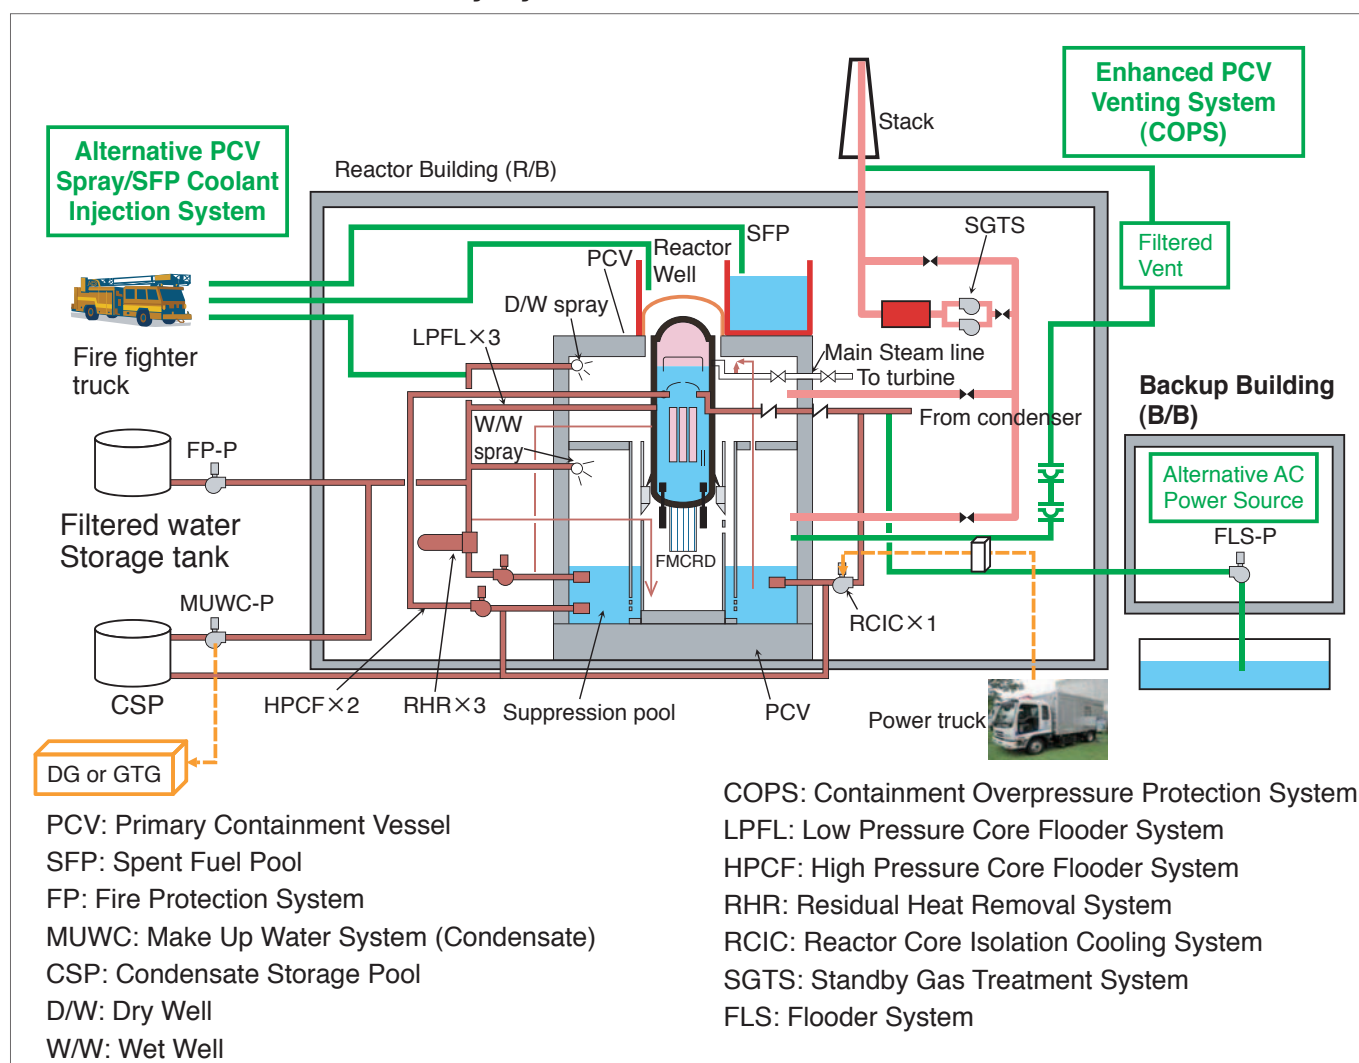 Enhanced PCV
Venting System
(COPS)
Stack
Alternative PCV
Spray/SFP Coolant
Injection System
Reactor Building (R/B)
SFP
SGTS
Filtered
Vent
Reactor
Well
PCV
D/W spray
LPFL×3
Fire fighter
truck
Main Steam line
To turbine
From condenser
Backup Building
(B/B)
W/W
spray
FP-P
Alternative AC
Power Source
Filtered water
Storage tank
FLS-P
FMCRD
MUWC-P
RCIC×1
CSP
HPCF×2
RHR×3
Suppression pool
PCV
Power truck
DG or GTG
PCV: Primary Containment Vessel
SFP: Spent Fuel Pool
FP: Fire Protection System
MUWC: Make Up Water System (Condensate)
CSP: Condensate Storage Pool
D/W: Dry Well
W/W: Wet Well
COPS: Containment Overpressure Protection System
LPFL: Low Pressure Core Flooder System
HPCF: High Pressure Core Flooder System
RHR: Residual Heat Removal System
RCIC: Reactor Core Isolation Cooling System
SGTS: Standby Gas Treatment System
FLS: Flooder System